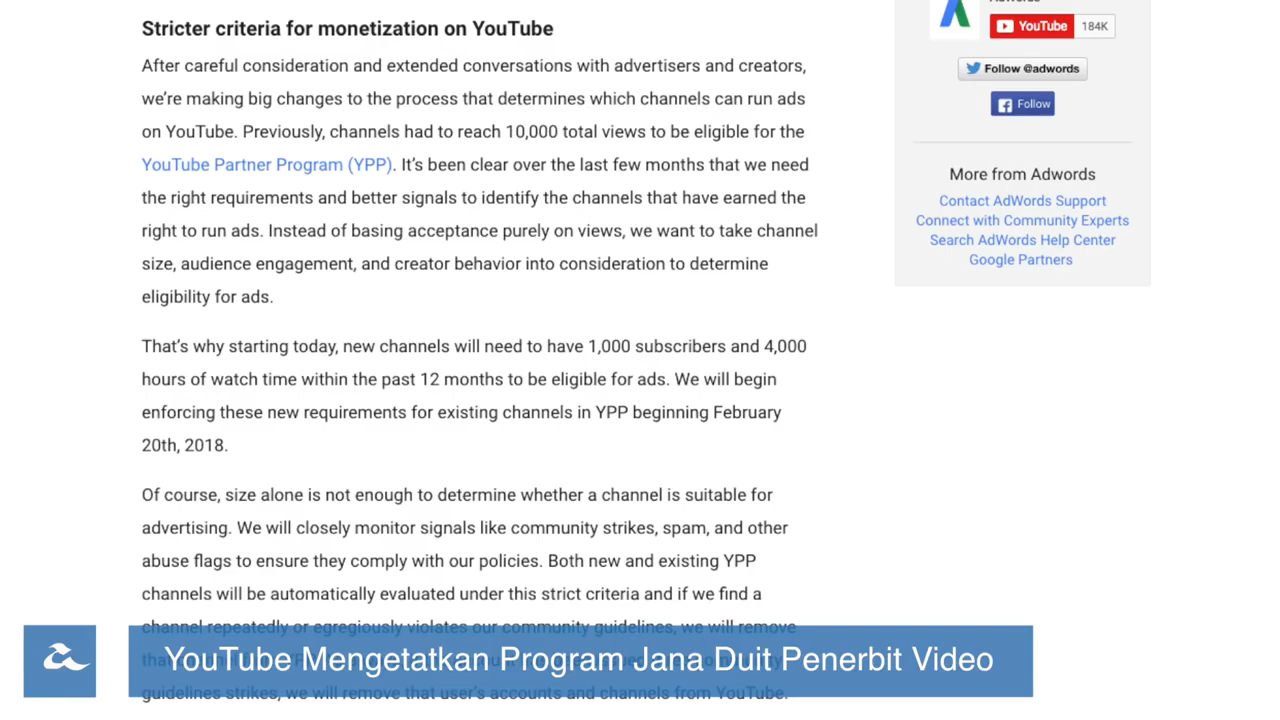 Stricter criteria for monetization on YouTube
After careful consideration and extended conversations with advertisers and creators,
we're making big changes to the process that determines which channels can run ads
on YouTube. Previously, channels had to reach 10,000 total views to be eligible for the
YouTube Partner Program (YPP). It's been clear over the last few months that we need
the right requirements and better signals to identify the channels that have earned the
right to run ads. Instead of basing acceptance purely on views, we want to take channel
size, audience engagement, and creator behavior into consideration to determine
eligibility for ads.
That's why starting today, new channels will need to have 1,000 subscribers and 4,000
hours of watch time within the past 12 months to be eligible for ads. We will begin
enforcing these new requirements for existing channels in YPP beginning February
20th, 2018.
Of course, size alone is not enough to determine whether a channel is suitable for
advertising. We will closely monitor signals like community strikes, spam, and other
abuse flags to ensure they comply with our policies. Both new and existing YPP
channels will be automatically evaluated under this strict criteria and if we find a
channel repeatedly or egregiously violates our community guidelines, we will remove
guidelines strikes, we will remove that user's accounts and channels from YouTube.
YouTube Mengetatkan Program Jana Duit Penerbit Video
YouTube 184K
Follow @adwords
Follow
More from Adwords
Contact AdWords Support
Connect with Community Experts
Search AdWords Help Center
Google Partners